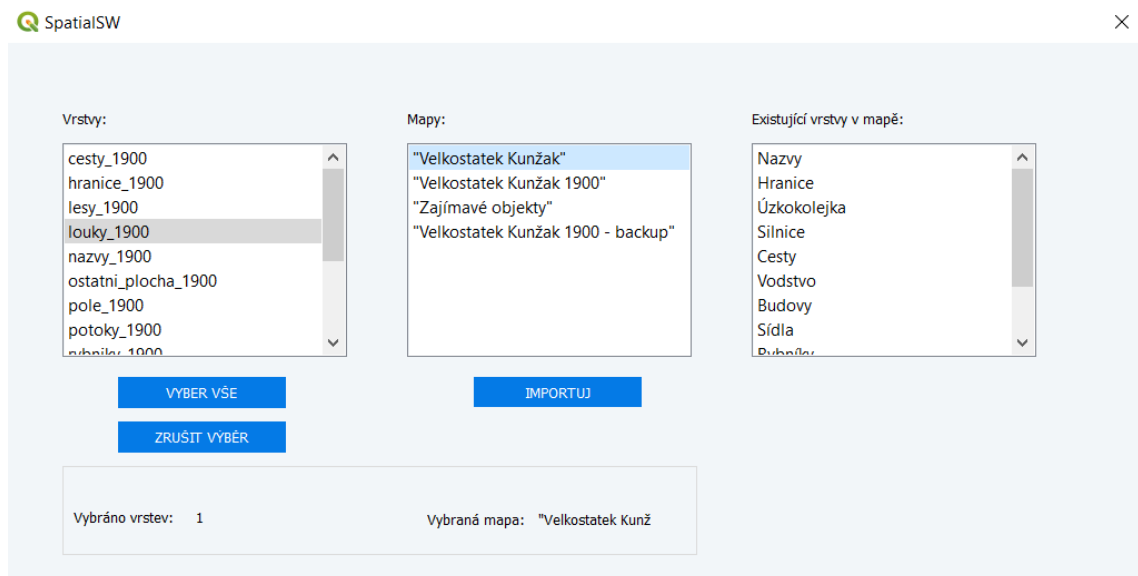 SpatialSW
Vrstvy:
cesty_1900
hranice_1900
lesy_1900
louky_1900
nazvy_1900
ostatni_plocha_1900
pole_1900
potoky_1900
rybniky_1900
VYBER VŠE
ZRUŠIT VÝBĚR
Mapy:
"Velkostatek Kunžak"
"Velkostatek Kunžak 1900"
"Zajímavé objekty"
"Velkostatek Kunžak 1900 - backup"
IMPORTUJ
Existující vrstvy v mapě:
Nazvy
Hranice
Úzkokolejka
Silnice
Cesty
Vodstvo
Budovy
Sídla
Rybníky
Vybráno vrstev: 1
Vybraná mapa: "Velkostatek Kunž